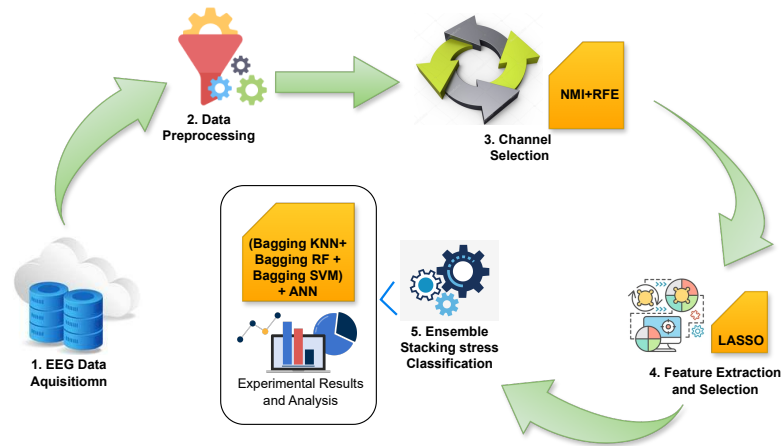 1. EEG Data
Aquisitiomn
2. Data
Preprocessing
3. Channel
Selection
NMI+RFE
4. Feature Extraction
and Selection
LASSO
5. Ensemble
Stacking stress
Classification
(Bagging KNN+
Bagging RF +
Bagging SVM)
+ ANN
Experimental Results
and Analysis